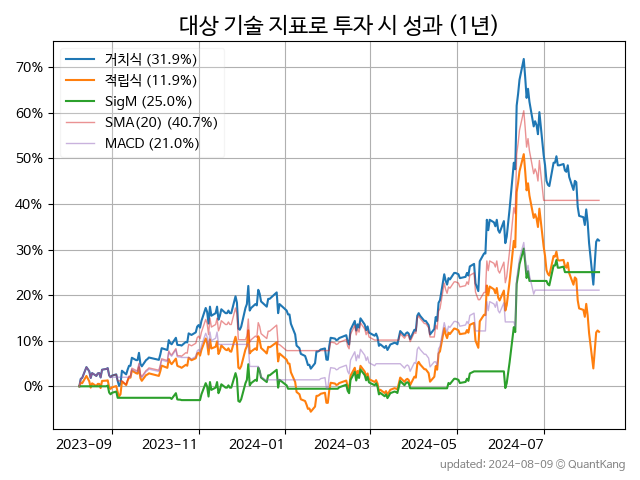 대상 기술 지표로 투자 시 성과 (1년)
거치식 (31.9%)
적립식 (11.9%)
SigM (25.0%)
SMA(20) (40.7%)
MACD (21.0%)
70%
60%
50%
40%
30%
20%
10%
0%
2023-09 2023-11 2024-01 2024-03 2024-05 2024-07
updated: 2024-08-09 © QuantKang